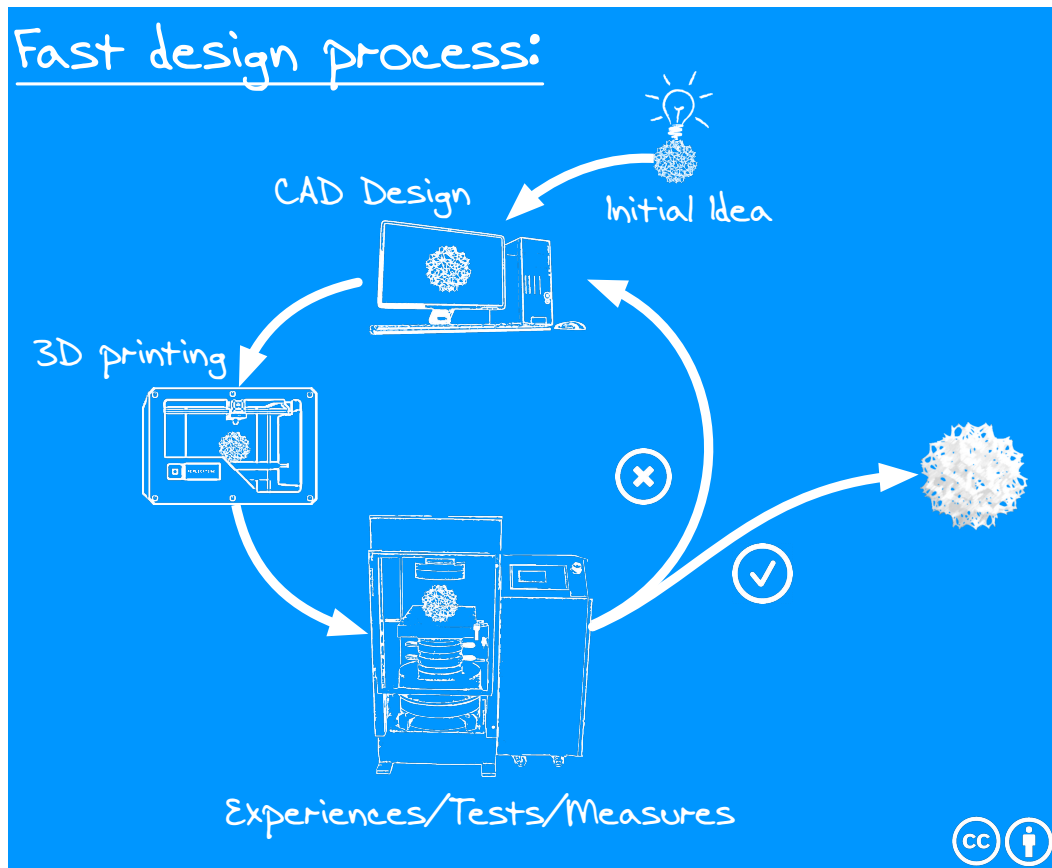 Fast design process:
Initial Idea
CAD Design
3D printing
Experiences/Tests/Measures
CC